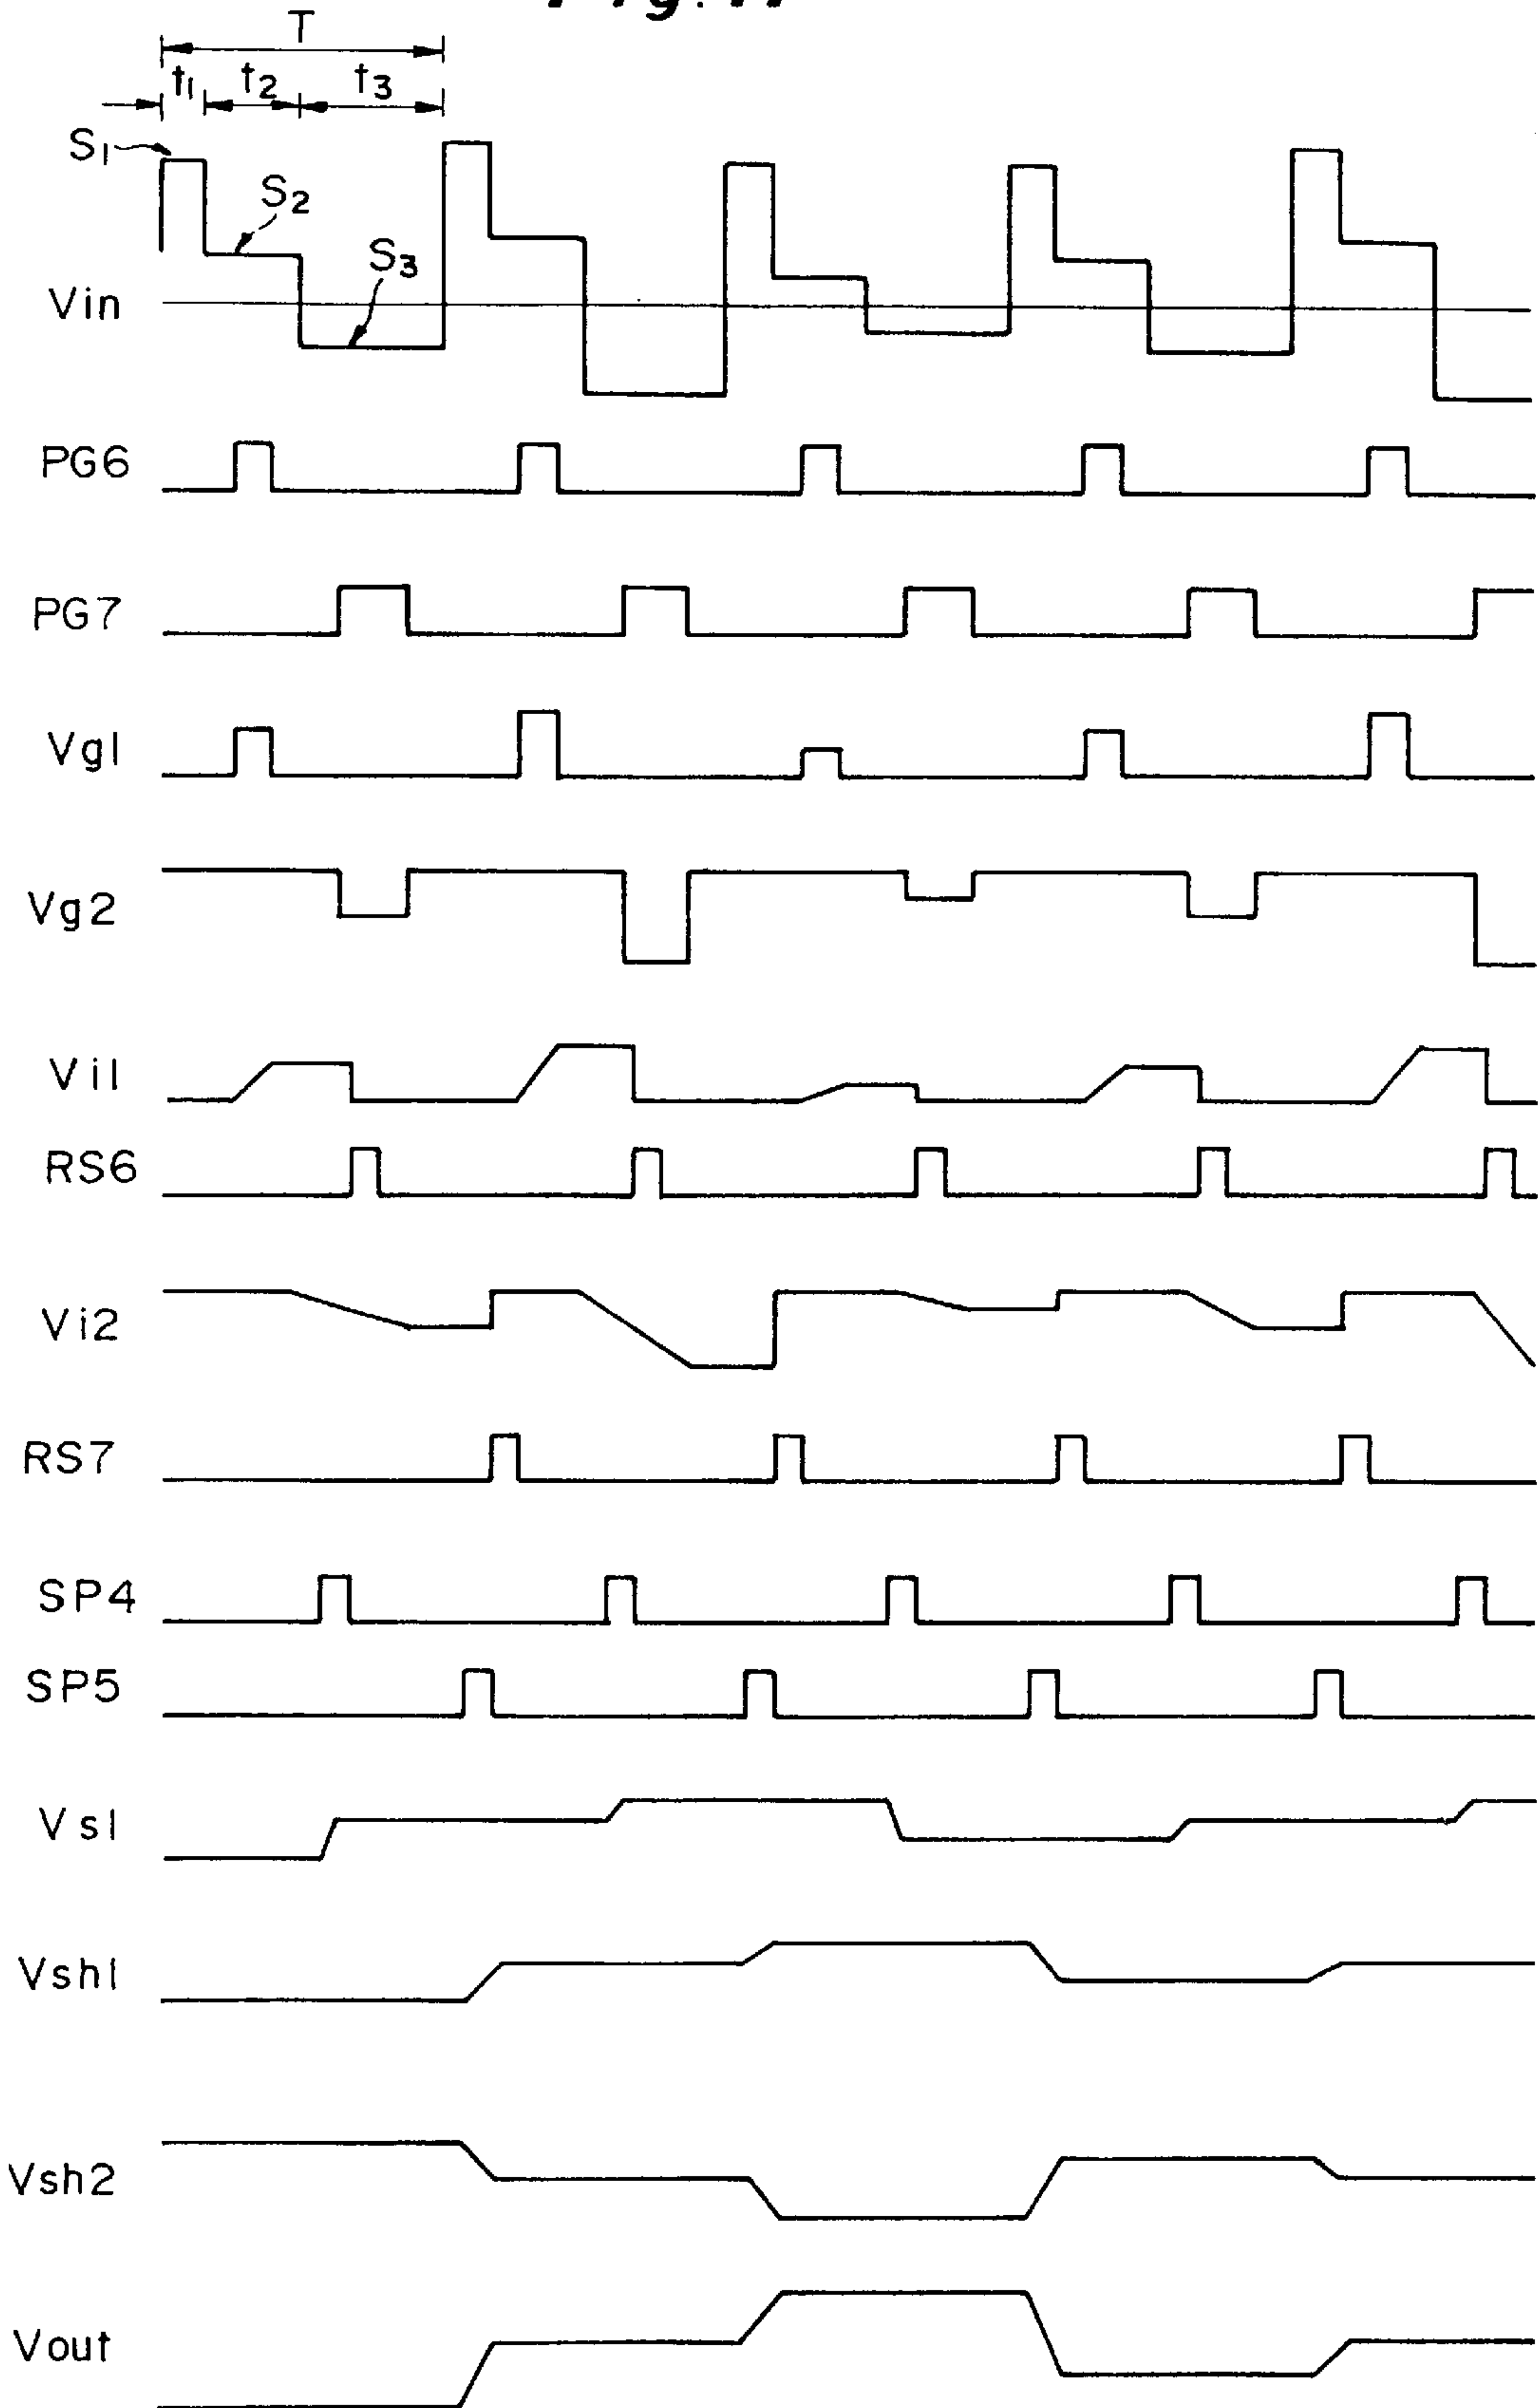 T
t1 t2 t3
S1
S2
S3
Vin
PG6
PG7
Vg1
Vg2
Vi1
RS6
Vi2
RS7
SP4
SP5
Vs1
Vsh1
Vsh2
Vout